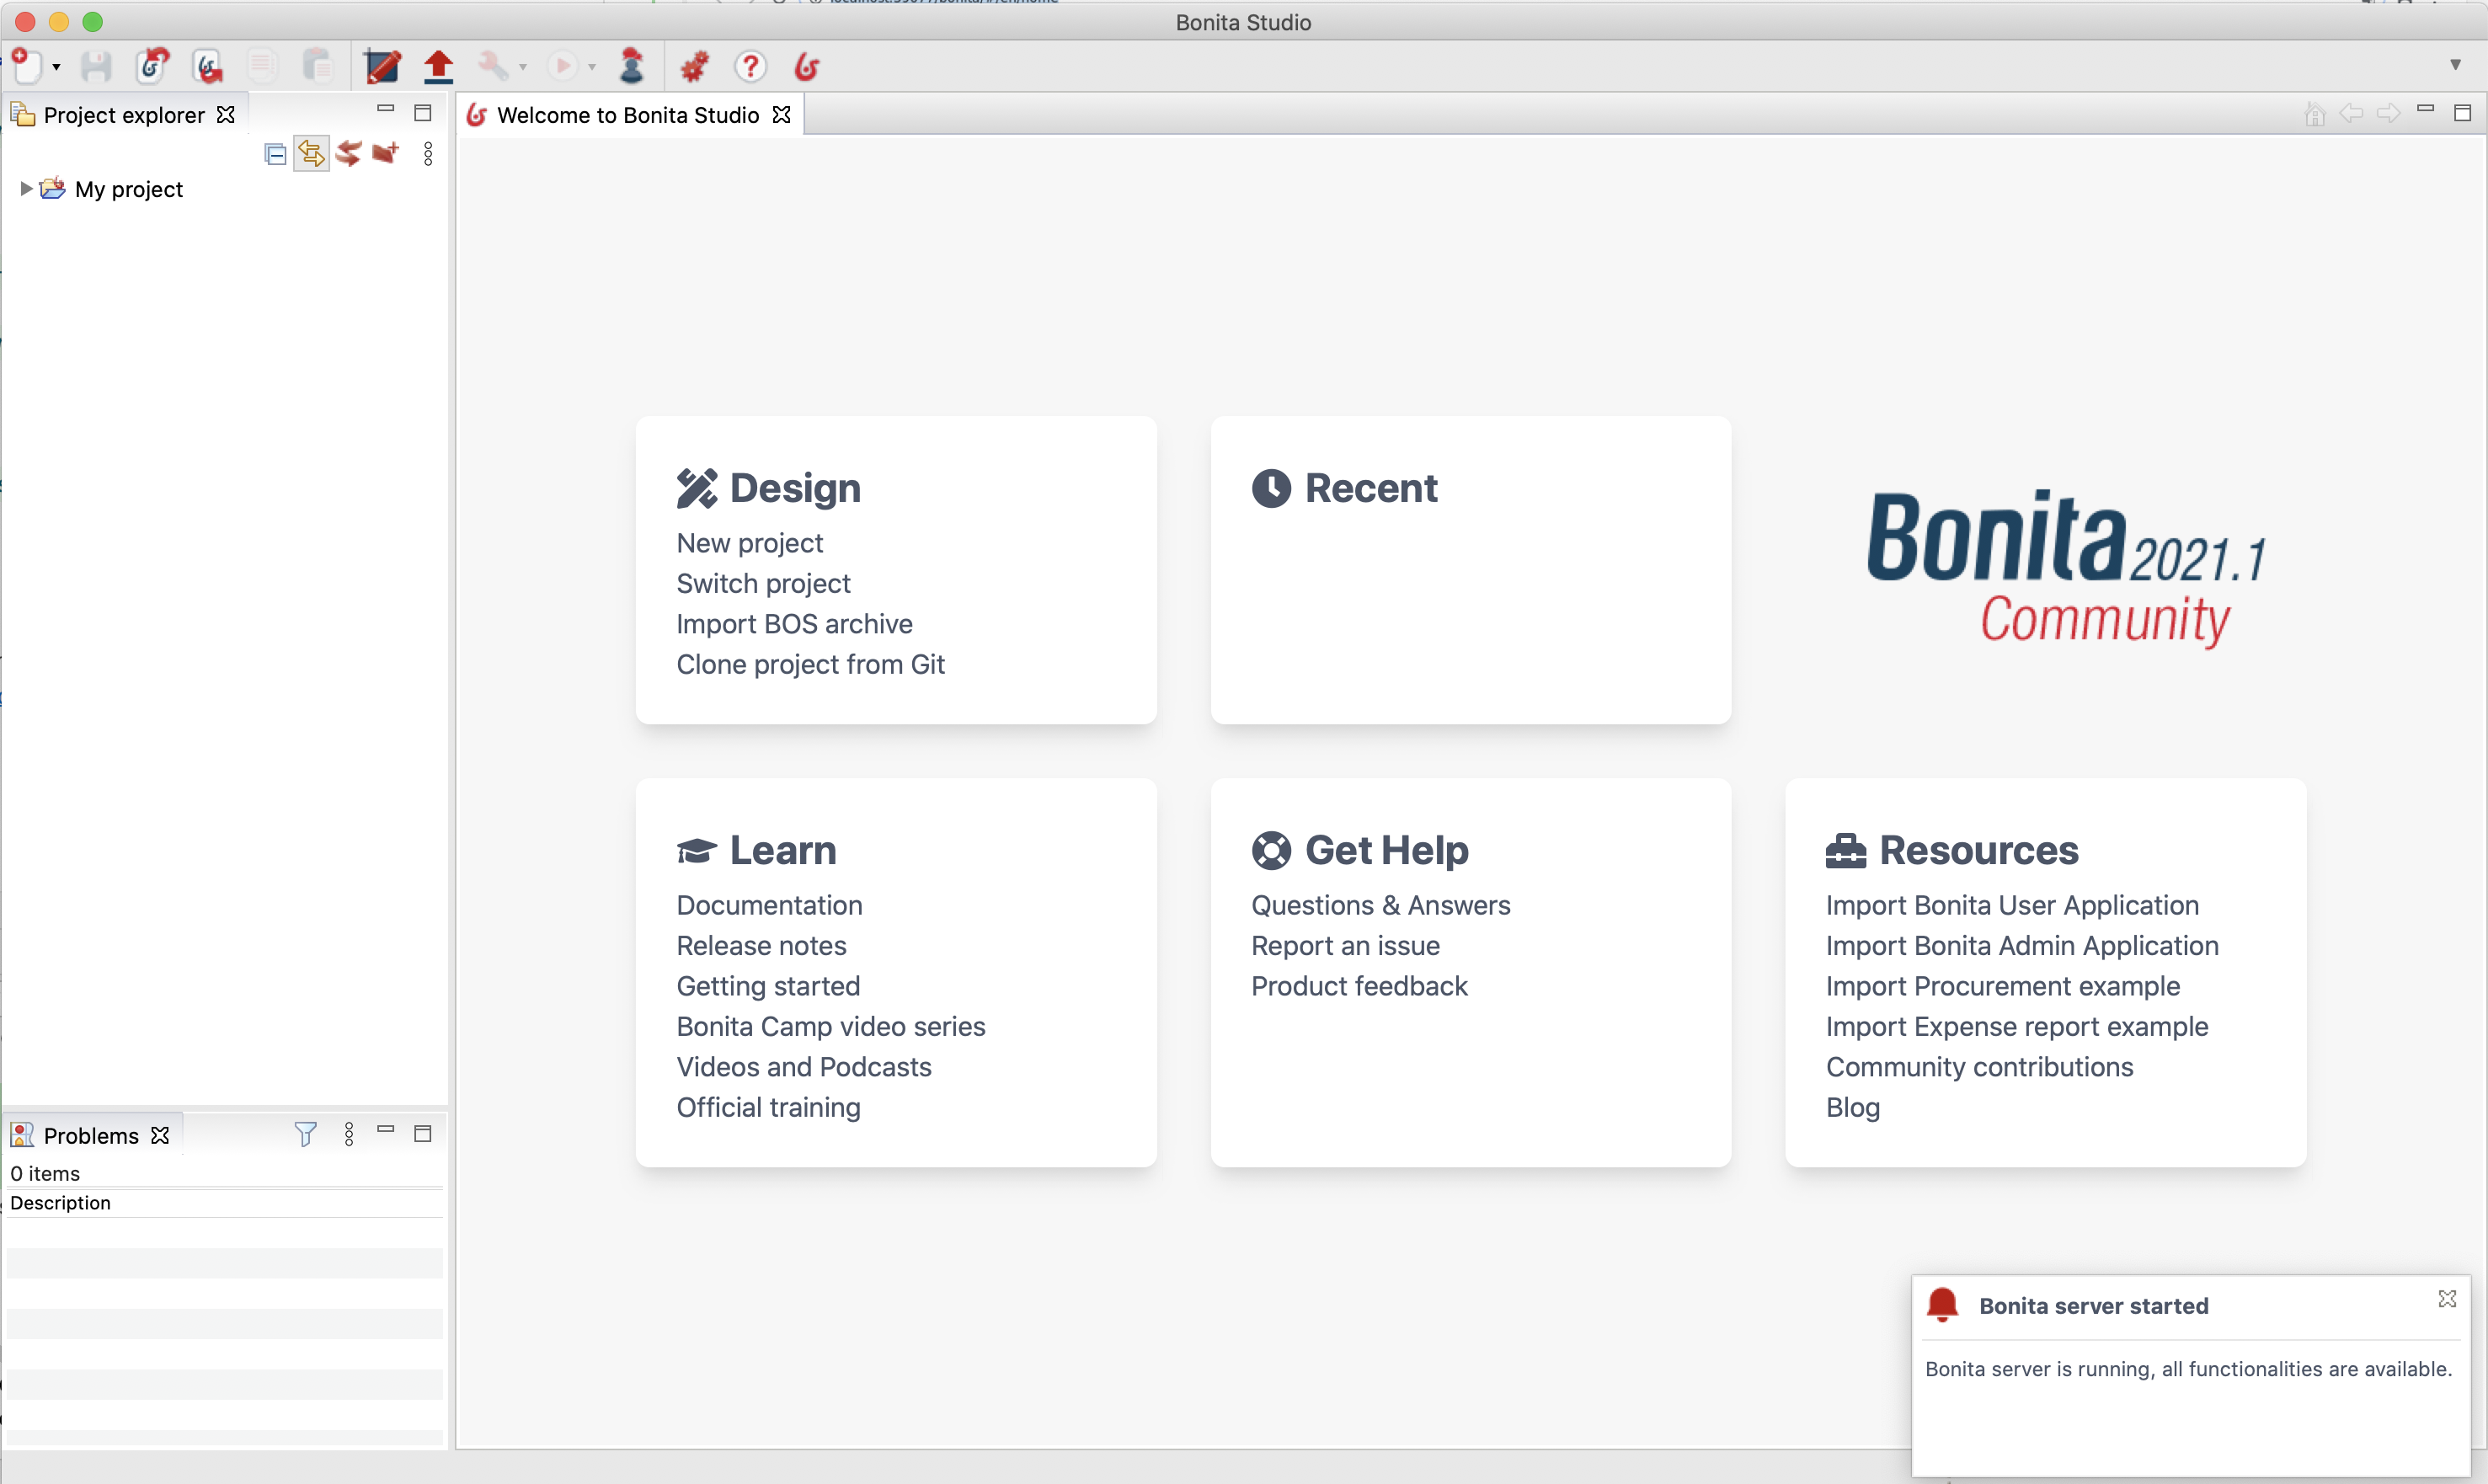 Bonita Studio
Project explorer
My project
Welcome to Bonita Studio
Design
New project
Switch project
Import BOS archive
Clone project from Git
Recent
Bonita 2021.1
Community
Learn
Documentation
Release notes
Getting started
Bonita Camp video series
Videos and Podcasts
Official training
Get Help
Questions & Answers
Report an issue
Product feedback
Resources
Import Bonita User Application
Import Bonita Admin Application
Import Procurement example
Import Expense report example
Community contributions
Blog
Problems
0 items
Description
Bonita server started
Bonita server is running, all functionalities are available.